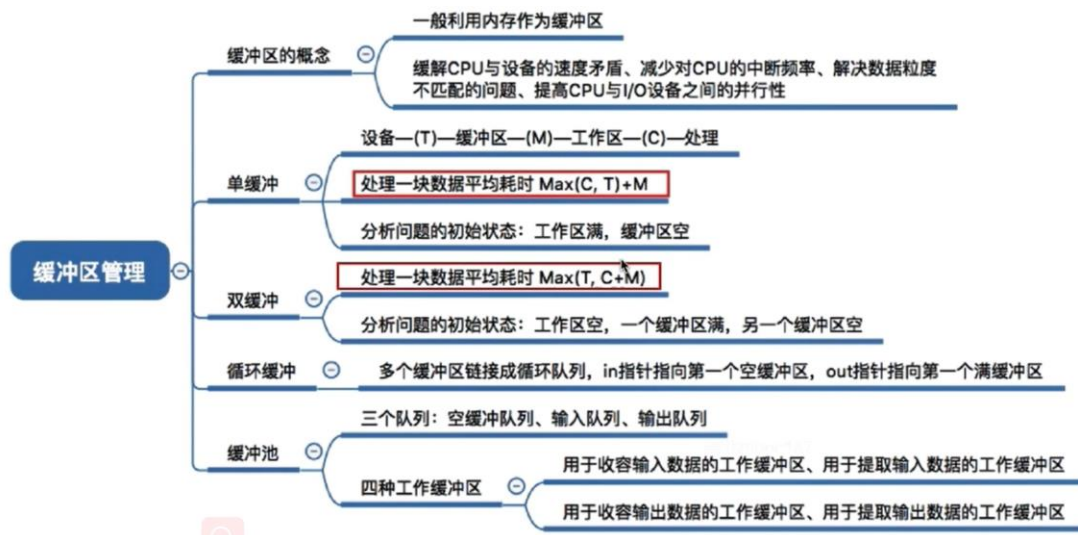 缓冲区管理
缓冲区的概念
一般利用内存作为缓冲区
缓解CPU与设备的速度矛盾、减少对CPU的中断频率、解决数据粒度
不匹配的问题、提高CPU与I/O设备之间的并行性
单缓冲
设备—(T)—缓冲区—(M)—工作区—(C)—处理
处理一块数据平均耗时 Max(C, T)+M
分析问题的初始状态：工作区满，缓冲区空
双缓冲
处理一块数据平均耗时 Max(T, C+M)
分析问题的初始状态：工作区空，一个缓冲区满，另一个缓冲区空
循环缓冲
多个缓冲区链接成循环队列，in指针指向第一个空缓冲区，out指针指向第一个满缓冲区
缓冲池
三个队列：空缓冲队列、输入队列、输出队列
四种工作缓冲区
用于收容输入数据的工作缓冲区、用于提取输入数据的工作缓冲区
用于收容输出数据的工作缓冲区、用于提取输出数据的工作缓冲区